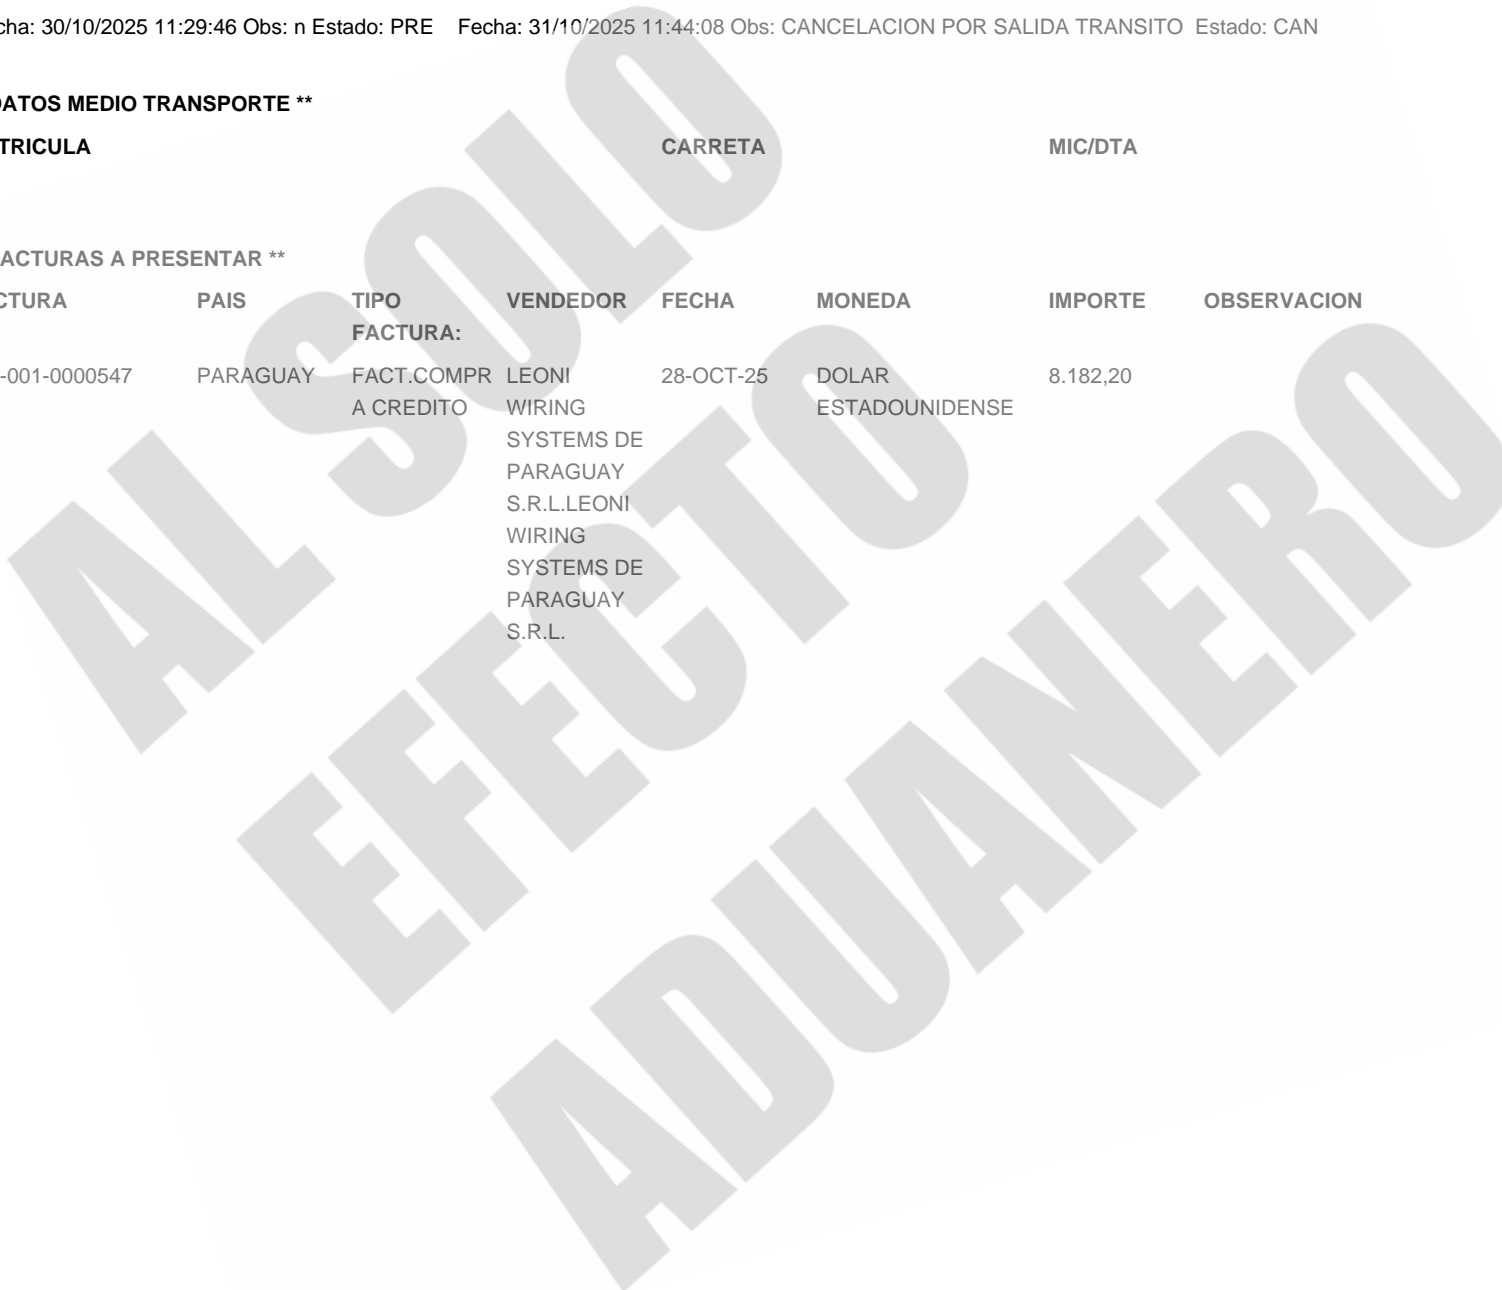 cha: 30/10/2025 11:29:46 Obs: n Estado: PRE Fecha: 31/10/2025 11:44:08 Obs: CANCELACION POR SALIDA TRANSITO Estado: CAN
DATOS MEDIO TRANSPORTE **
TRICULA CARRETA MIC/DTA
ACTURAS A PRESENTAR **
CTURA PAIS TIPO VENDEDOR FECHA MONEDA IMPORTE OBSERVACION
FACTURA:
-001-0000547 PARAGUAY FACT.COMPR LEONI 28-OCT-25 DOLAR 8.182,20
A CREDITO WIRING ESTADOUNIDENSE
SYSTEMS DE
PARAGUAY
S.R.L.LEONI
WIRING
SYSTEMS DE
PARAGUAY
S.R.L.
AL SOLO
EFECTO
ADUANERO